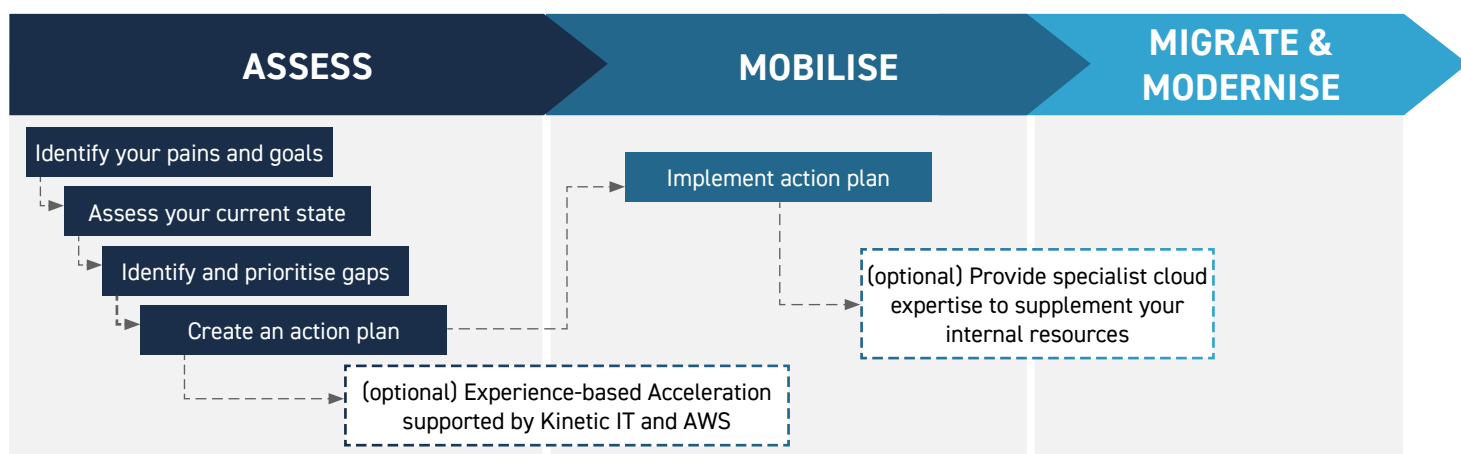 ASSESS
MOBILISE
MIGRATE &
MODERNISE
Identify your pains and goals
Assess your current state
Identify and prioritise gaps
Create an action plan
(optional) Experience-based Acceleration
supported by Kinetic IT and AWS
Implement action plan
(optional) Provide specialist cloud
expertise to supplement your
internal resources